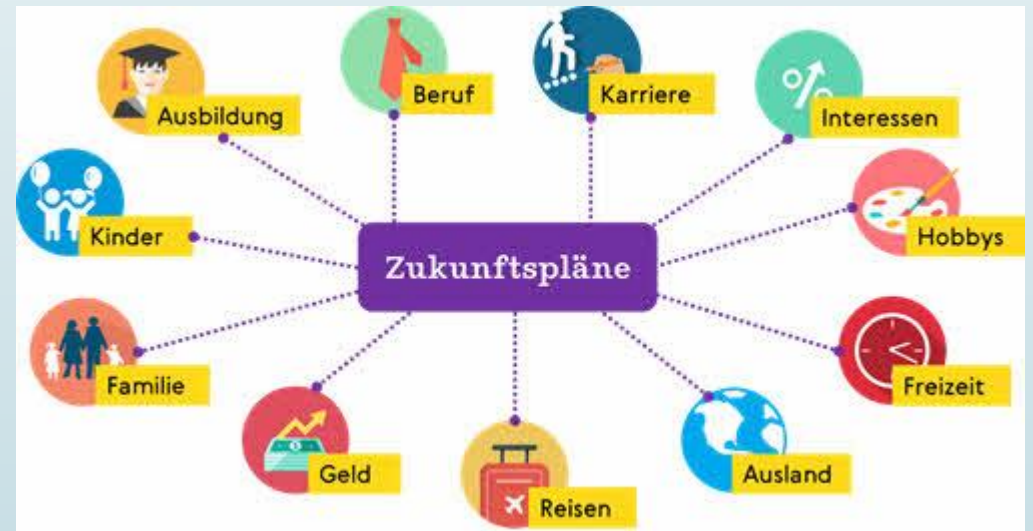 Ausbildung
Beruf
Karriere
Interessen
Kinder
Hobbys
Zukunftspläne
Familie
Freizeit
Geld
Reisen
Ausland